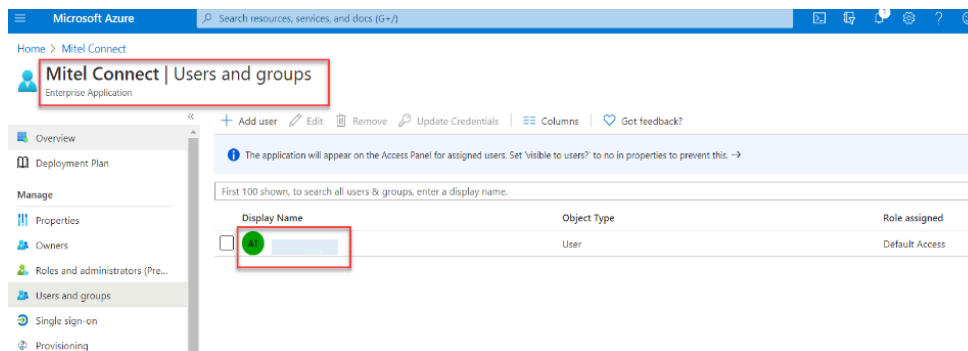 Microsoft Azure
Search resources, services, and docs (G+/)
1
Home > Mitel Connect
Mitel Connect | Users and groups
Enterprise Application
«
+ Add user Edit Remove Update Credentials Columns Got feedback?
Overview
Deployment Plan
Manage
Properties
Owners
Roles and administrators (Pre...
Users and groups
Single sign-on
Provisioning
The application will appear on the Access Panel for assigned users. Set 'visible to users?' to no in properties to prevent this. →
First 100 shown, to search all users & groups, enter a display name.
Display Name Object Type Role assigned
AT User Default Access